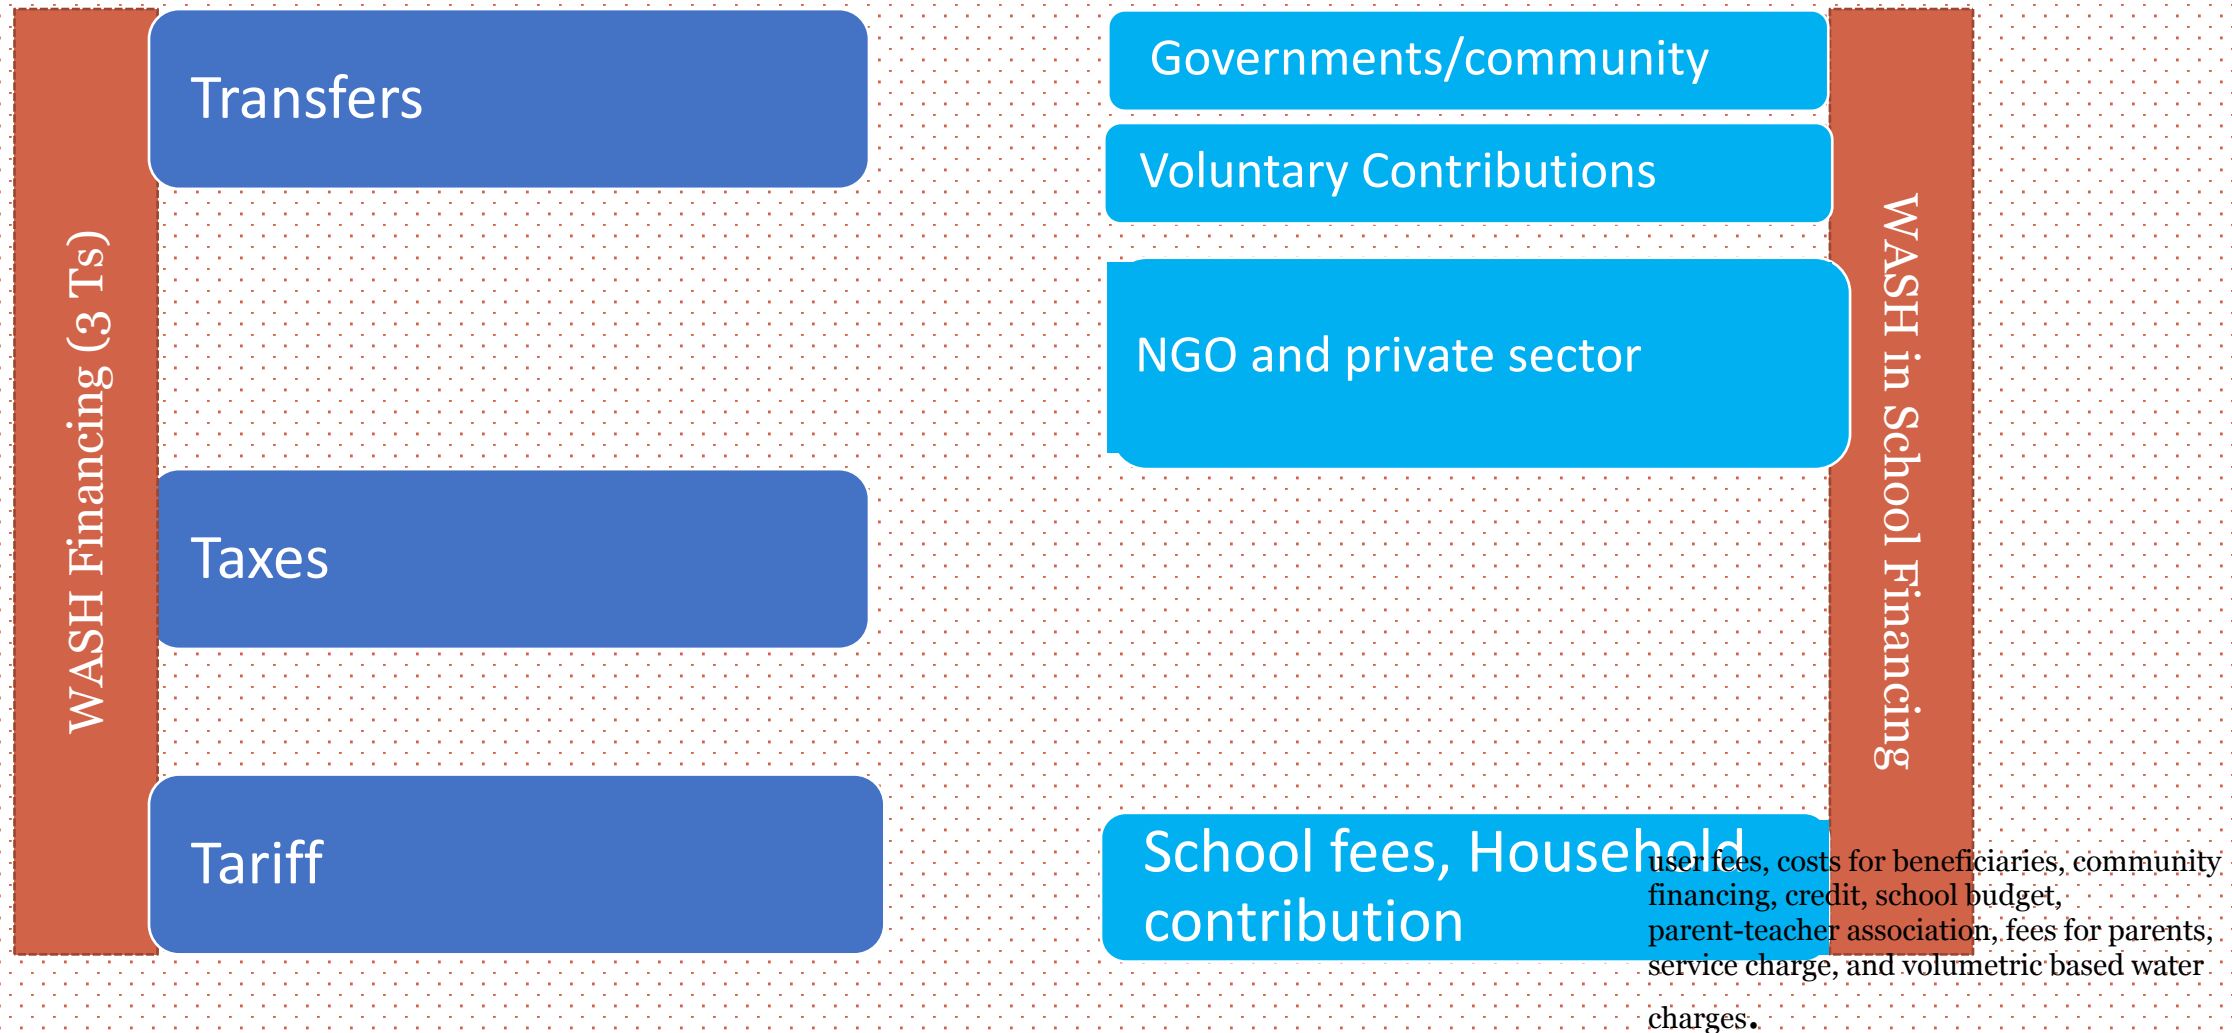 WASH Financing (3 Ts)
Transfers
Taxes
Tariff
Governments/community
Voluntary Contributions
NGO and private sector
School fees, Household
contribution
WASH in School Financing
user fees, costs for beneficiaries, community
financing, credit, school budget,
parent-teacher association, fees for parents,
service charge, and volumetric based water
charges.